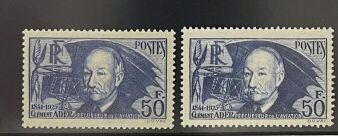 RF POSTES
F.
50
1841-1925
CLÉMENT ADER PRÉCURSEUR DE L'AVIATION
RF POSTES
F.
50
1841-1925
CLÉMENT ADER PRÉCURSEUR DE L'AVIATION